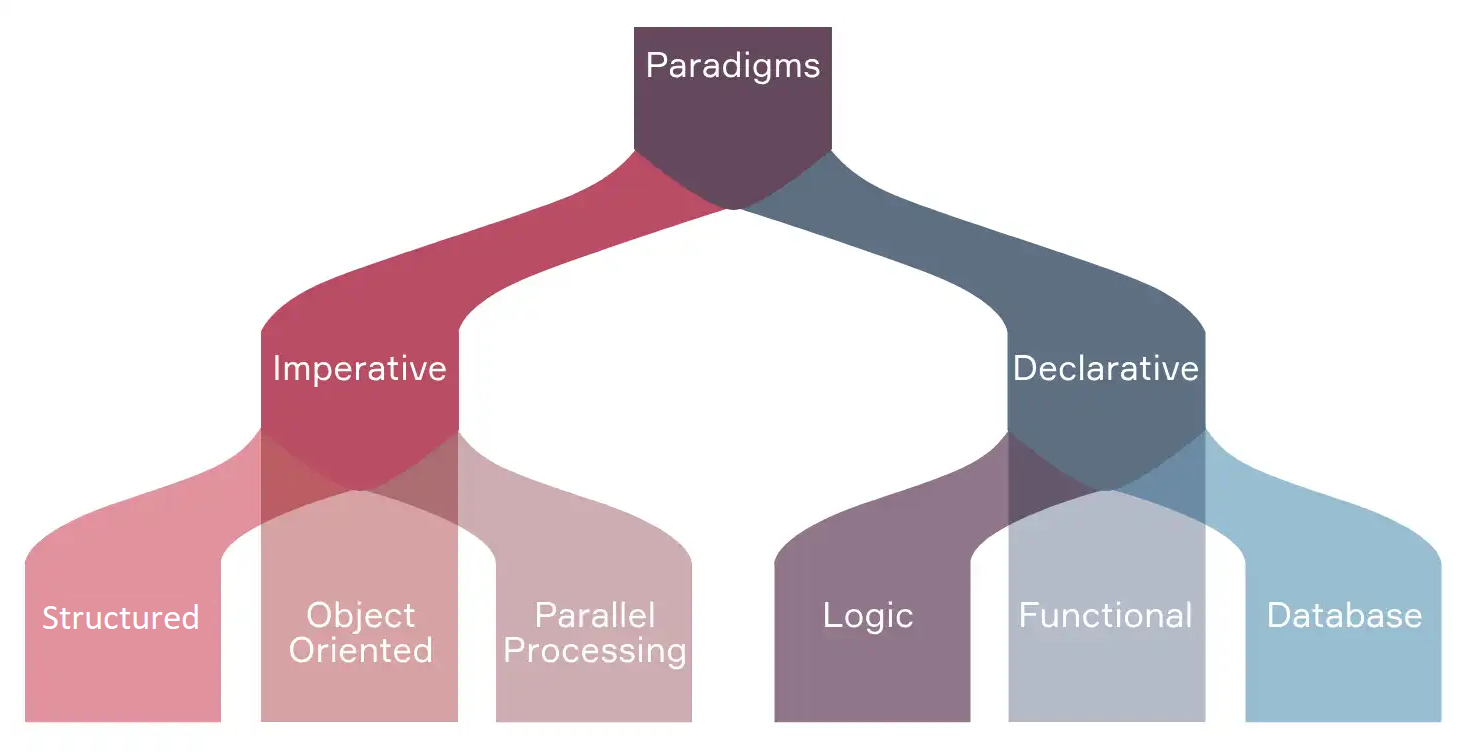 Paradigms
Imperative
Declarative
Structured
Object
Oriented
Parallel
Processing
Logic
Functional
Database